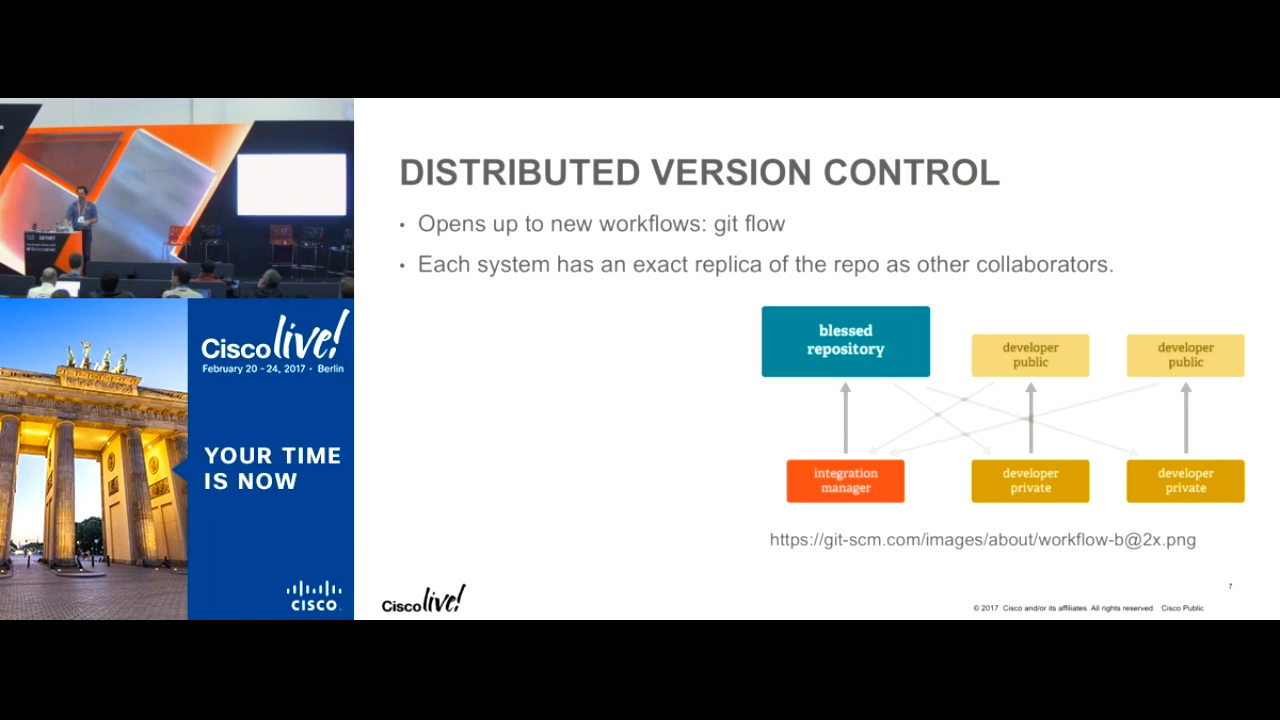 DISTRIBUTED VERSION CONTROL
• Opens up to new workflows: git flow
• Each system has an exact replica of the repo as other collaborators.
blessed
repository
developer
public
developer
public
integration
manager
developer
private
developer
private
https://git-scm.com/images/about/workflow-b@2x.png
7
Cisco live!
© 2017 Cisco and/or its affiliates. All rights reserved. Cisco Public
Cisco live!
February 20 - 24, 2017 • Berlin
YOUR TIME
IS NOW
CISCO
DEVNET